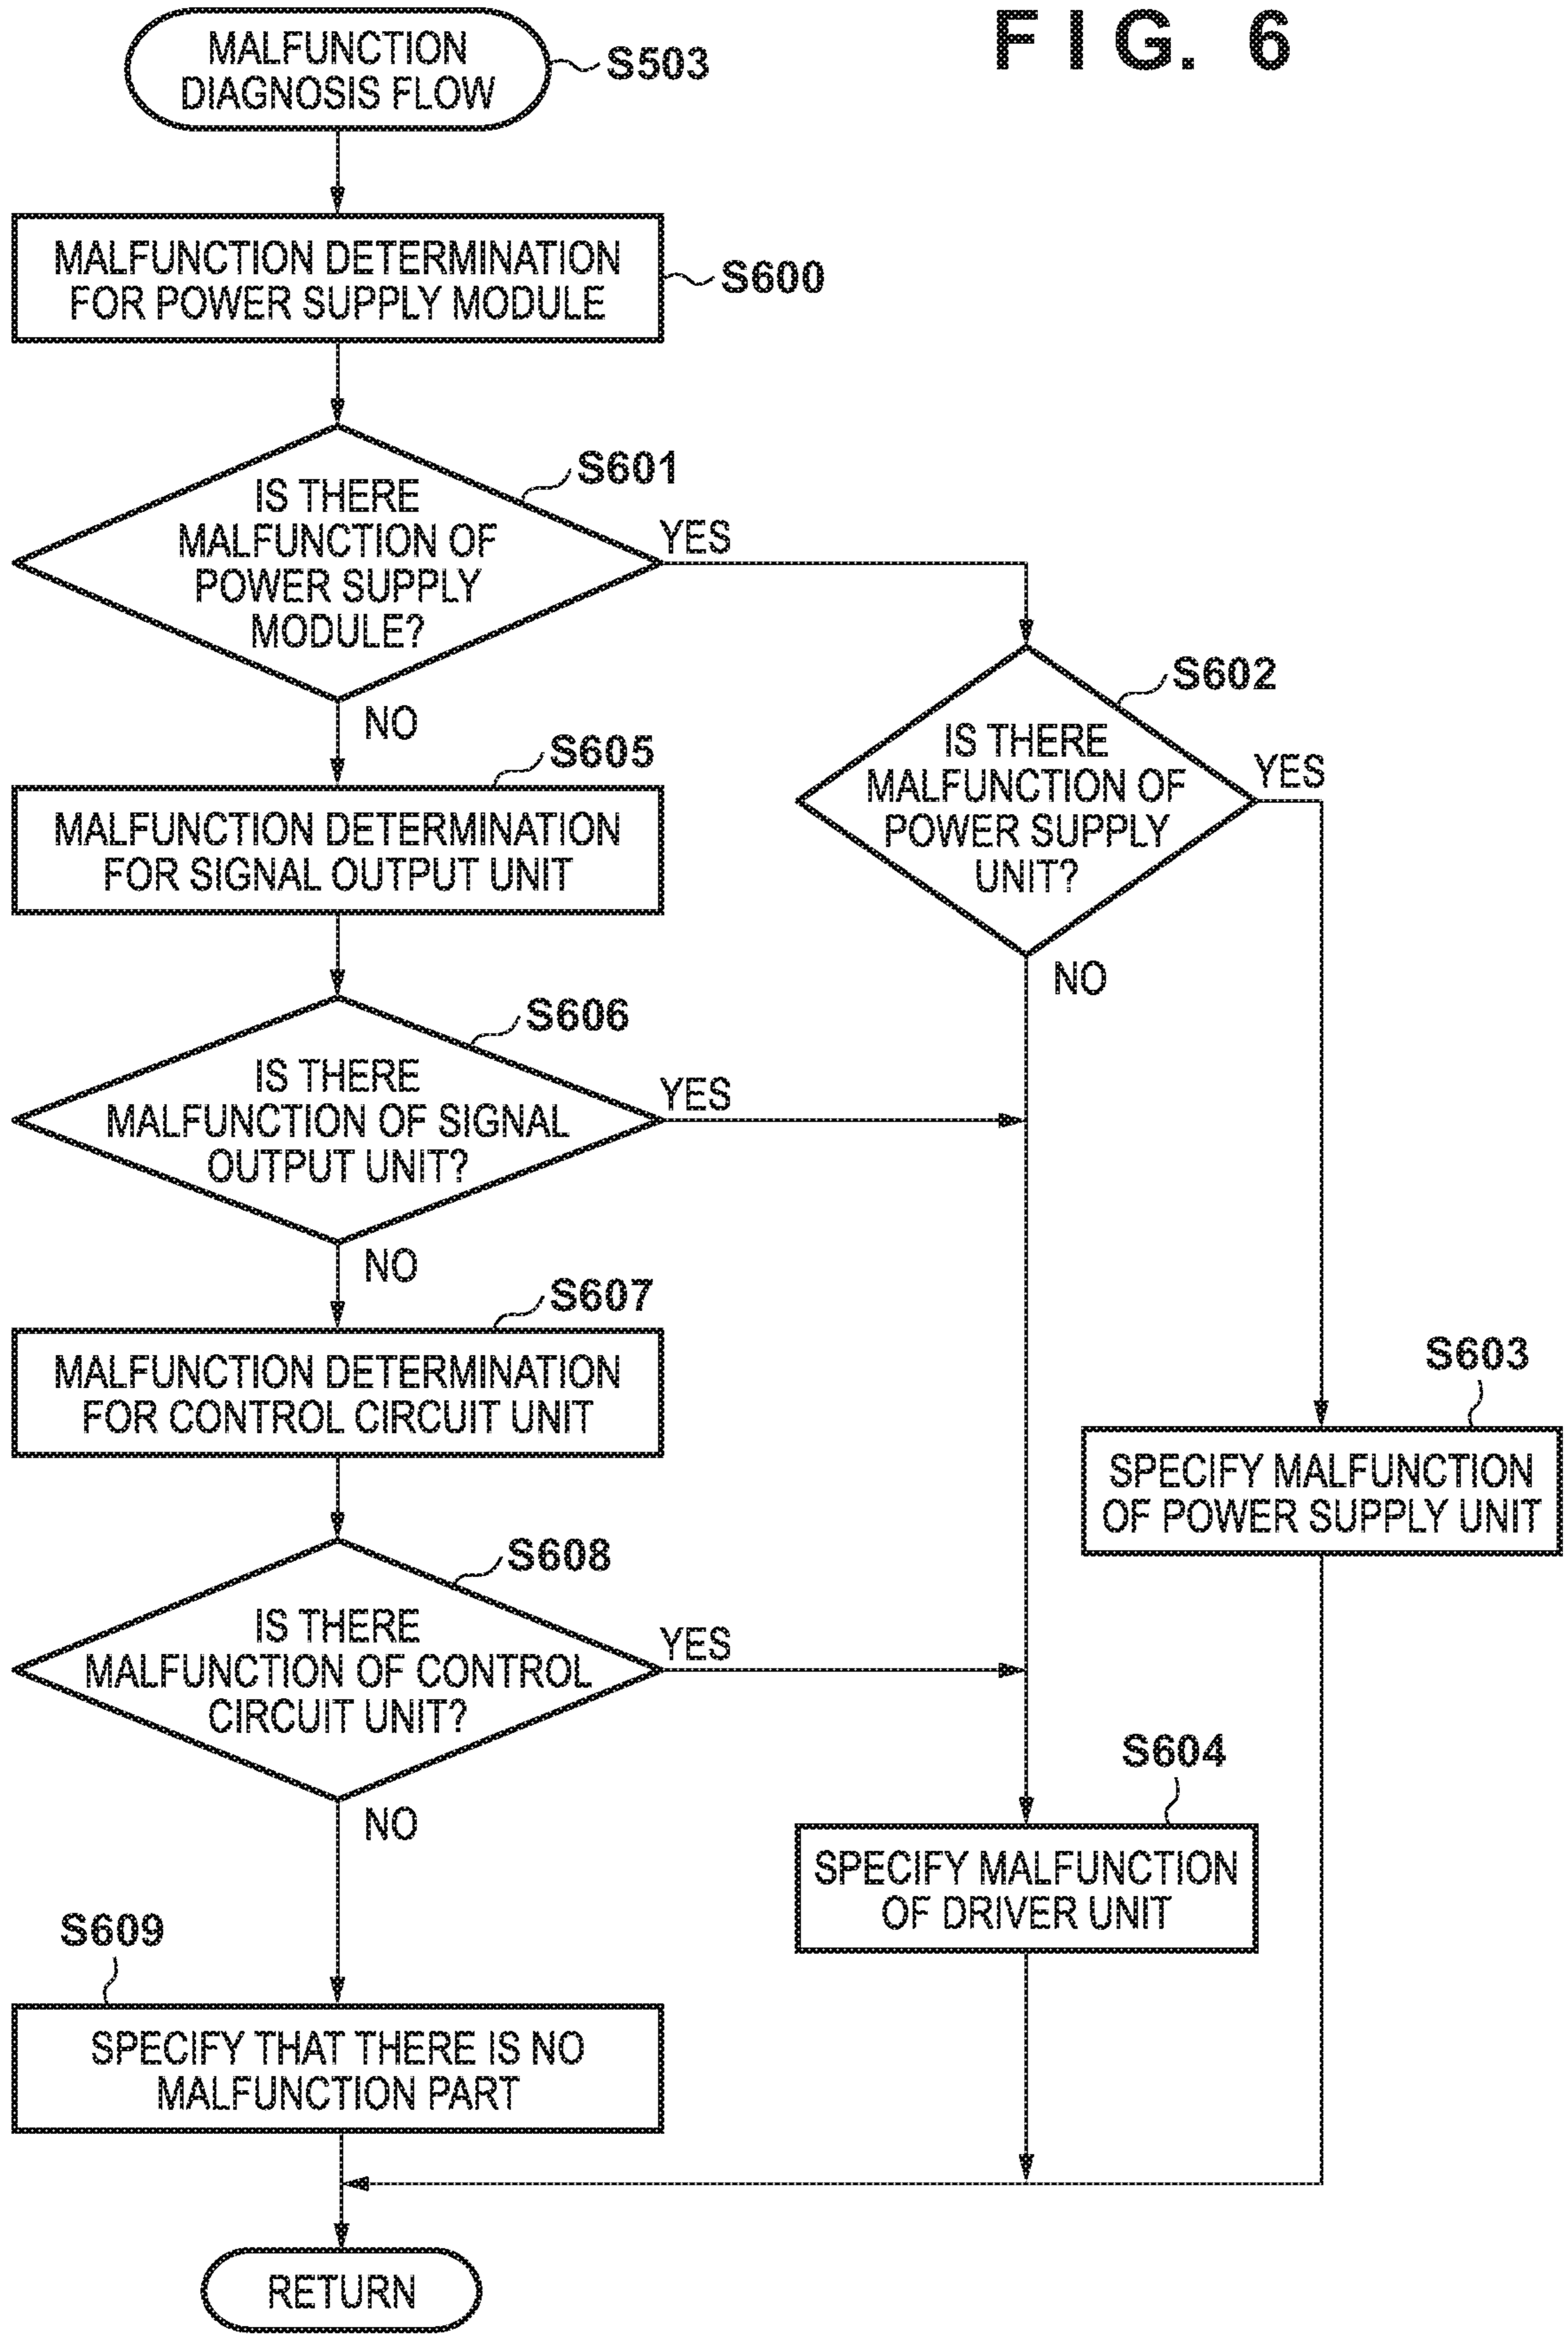 FIG. 6
MALFUNCTION
DIAGNOSIS FLOW
S503
MALFUNCTION DETERMINATION
FOR POWER SUPPLY MODULE
S600
S601
IS THERE
MALFUNCTION OF
POWER SUPPLY
MODULE?
YES
NO
S602
IS THERE
MALFUNCTION OF
POWER SUPPLY
UNIT?
YES
NO
S605
MALFUNCTION DETERMINATION
FOR SIGNAL OUTPUT UNIT
S606
IS THERE
MALFUNCTION OF SIGNAL
OUTPUT UNIT?
YES
NO
S607
MALFUNCTION DETERMINATION
FOR CONTROL CIRCUIT UNIT
S603
SPECIFY MALFUNCTION
OF POWER SUPPLY UNIT
S608
IS THERE
MALFUNCTION OF CONTROL
CIRCUIT UNIT?
YES
NO
S604
SPECIFY MALFUNCTION
OF DRIVER UNIT
S609
SPECIFY THAT THERE IS NO
MALFUNCTION PART
RETURN